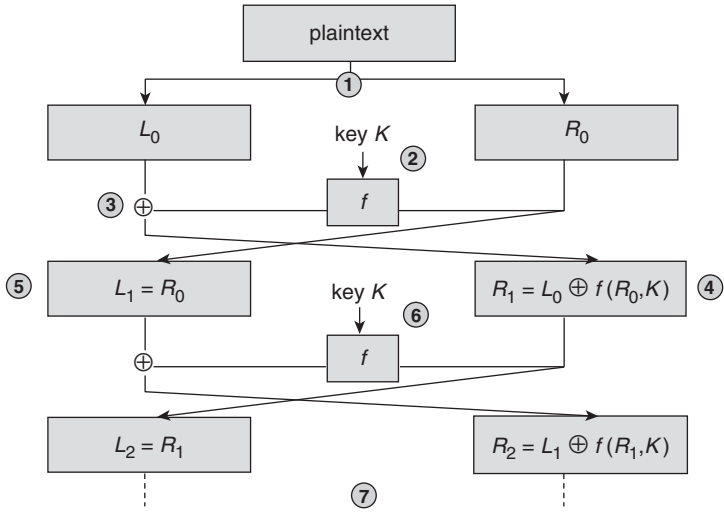 plaintext
1
L₀
R₀
key K
2
3
⊕
f
5
L₁ = R₀
R₁ = L₀ ⊕ f (R₀,K)
4
key K
6
⊕
f
L₂ = R₁
R₂ = L₁ ⊕ f (R₁,K)
7